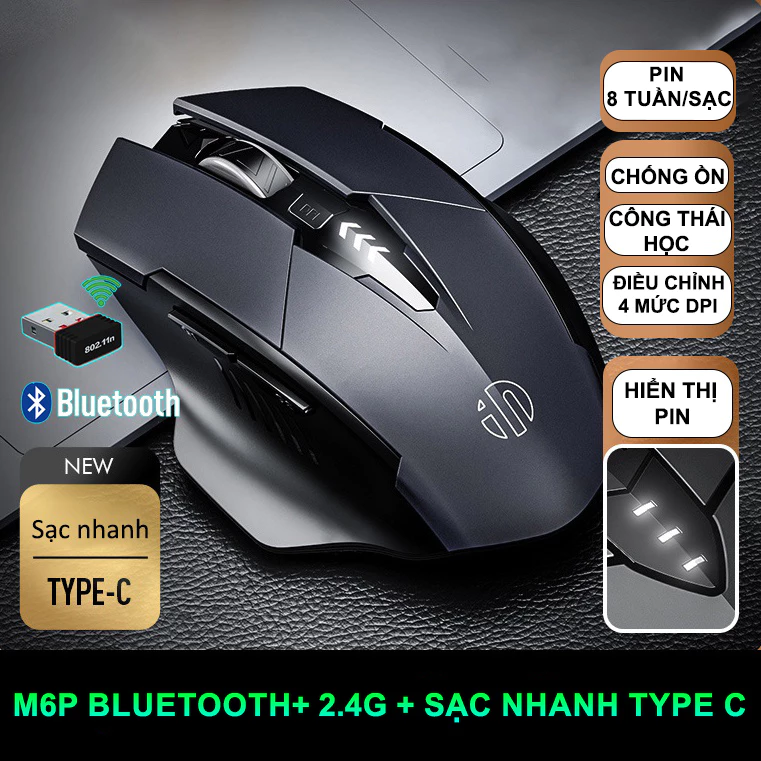 PIN
8 TUẦN/SẠC
CHỐNG ỒN
CÔNG THÁI
HỌC
ĐIỀU CHỈNH
4 MỨC DPI
802.11n
Bluetooth
HIỂN THỊ
PIN
NEW
Sạc nhanh
TYPE-C
M6P BLUETOOTH+ 2.4G + SẠC NHANH TYPE C